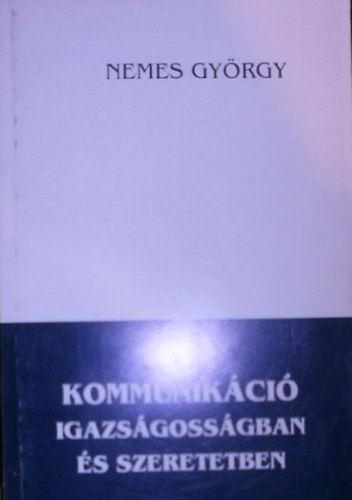 NEMES GYÖRGY
KOMMUNIKÁCIÓ
IGAZSÁGOSSÁGBAN
ÉS SZERETETBEN